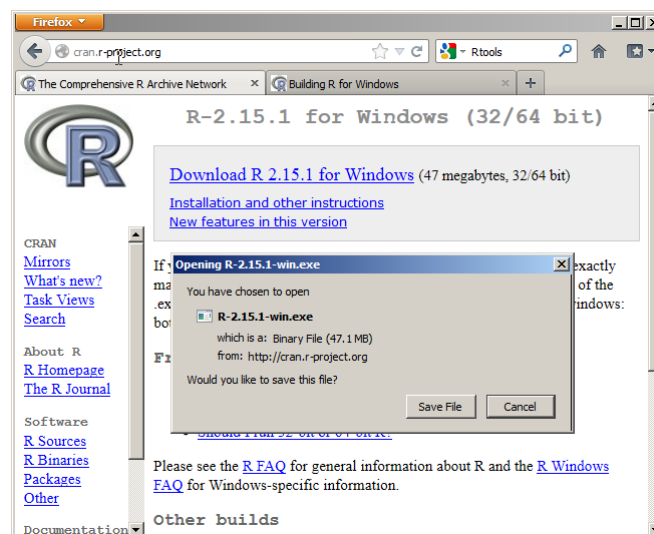 Firefox
cran.r-project.org
Rtools
The Comprehensive R Archive Network
Building R for Windows
R
R-2.15.1 for Windows (32/64 bit)
Download R 2.15.1 for Windows (47 megabytes, 32/64 bit)
Installation and other instructions
New features in this version
CRAN
Mirrors
What's new?
Task Views
Search
About R
R Homepage
The R Journal
Software
R Sources
R Binaries
Packages
Other
Documentation
If
exactly
of the
Opening R-2.15.1-win.exe
You have chosen to open
R-2.15.1-win.exe
which is a: Binary File (47.1 MB)
from: http://cran.r-project.org
Would you like to save this file?
Save File
Cancel
Please see the R FAQ for general information about R and the R Windows
FAQ for Windows-specific information.
Other builds